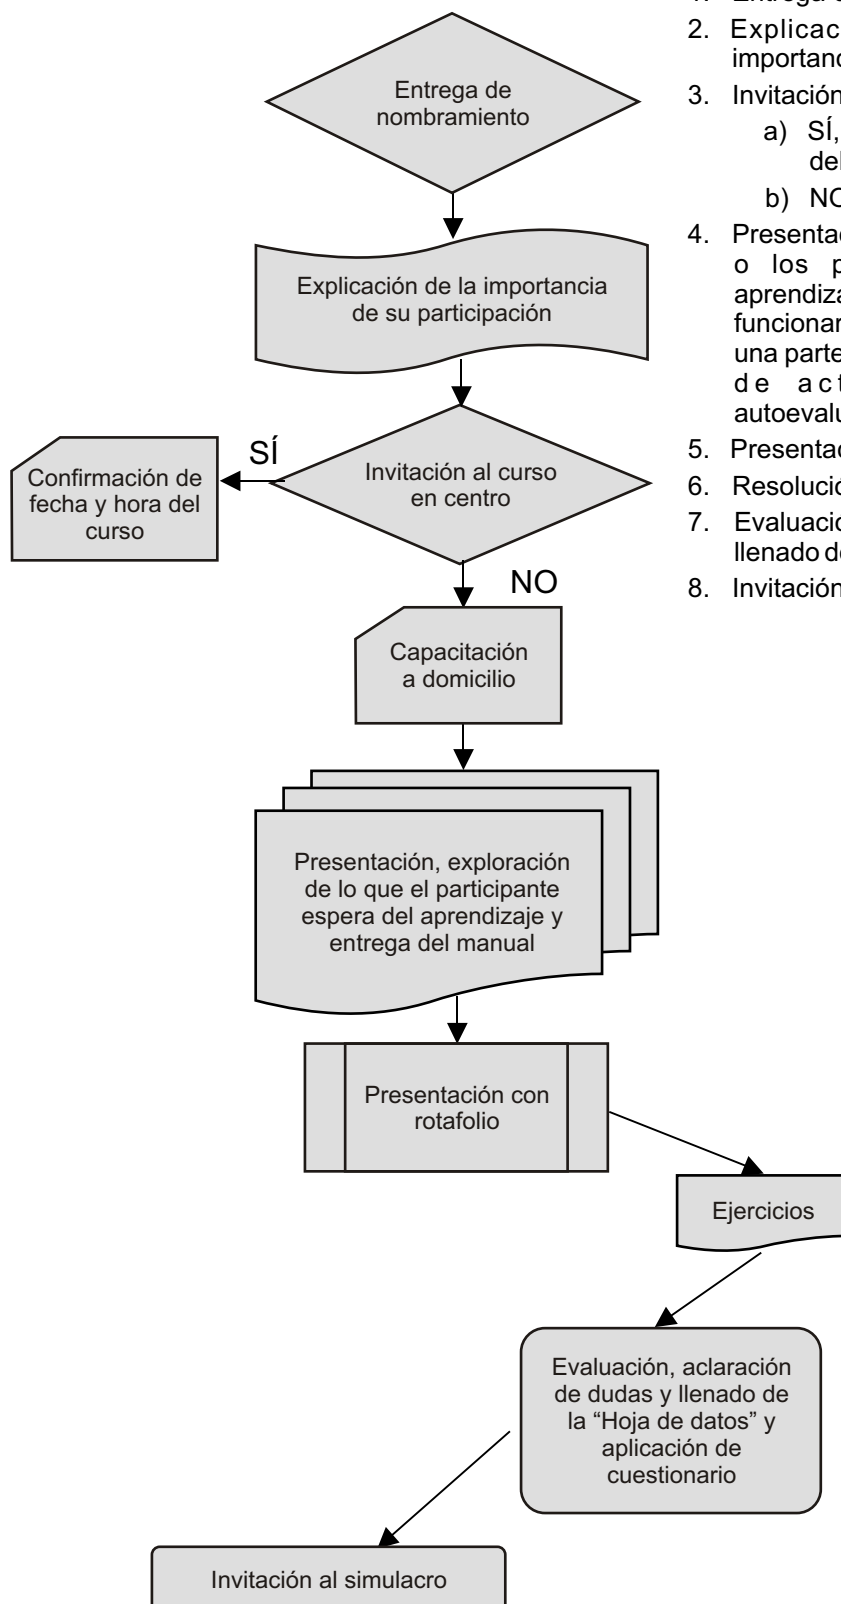 Entrega de
nombramiento
Explicación de la importancia
de su participación
SÍ
Invitación al curso
en centro
Confirmación de
fecha y hora del
curso
NO
Capacitación
a domicilio
Presentación, exploración
de lo que el participante
espera del aprendizaje y
entrega del manual
Presentación con
rotafolio
Ejercicios
Evaluación, aclaración
de dudas y llenado de
la “Hoja de datos” y
aplicación de
cuestionario
Invitación al simulacro
2. Explicac
importanc
3. Invitación
a) SÍ,
del
b) NO
4. Presentac
o los p
aprendiza
funcionar
una parte
de act
autoevalu
5. Presentac
6. Resolució
7. Evaluació
llenado de
8. Invitación